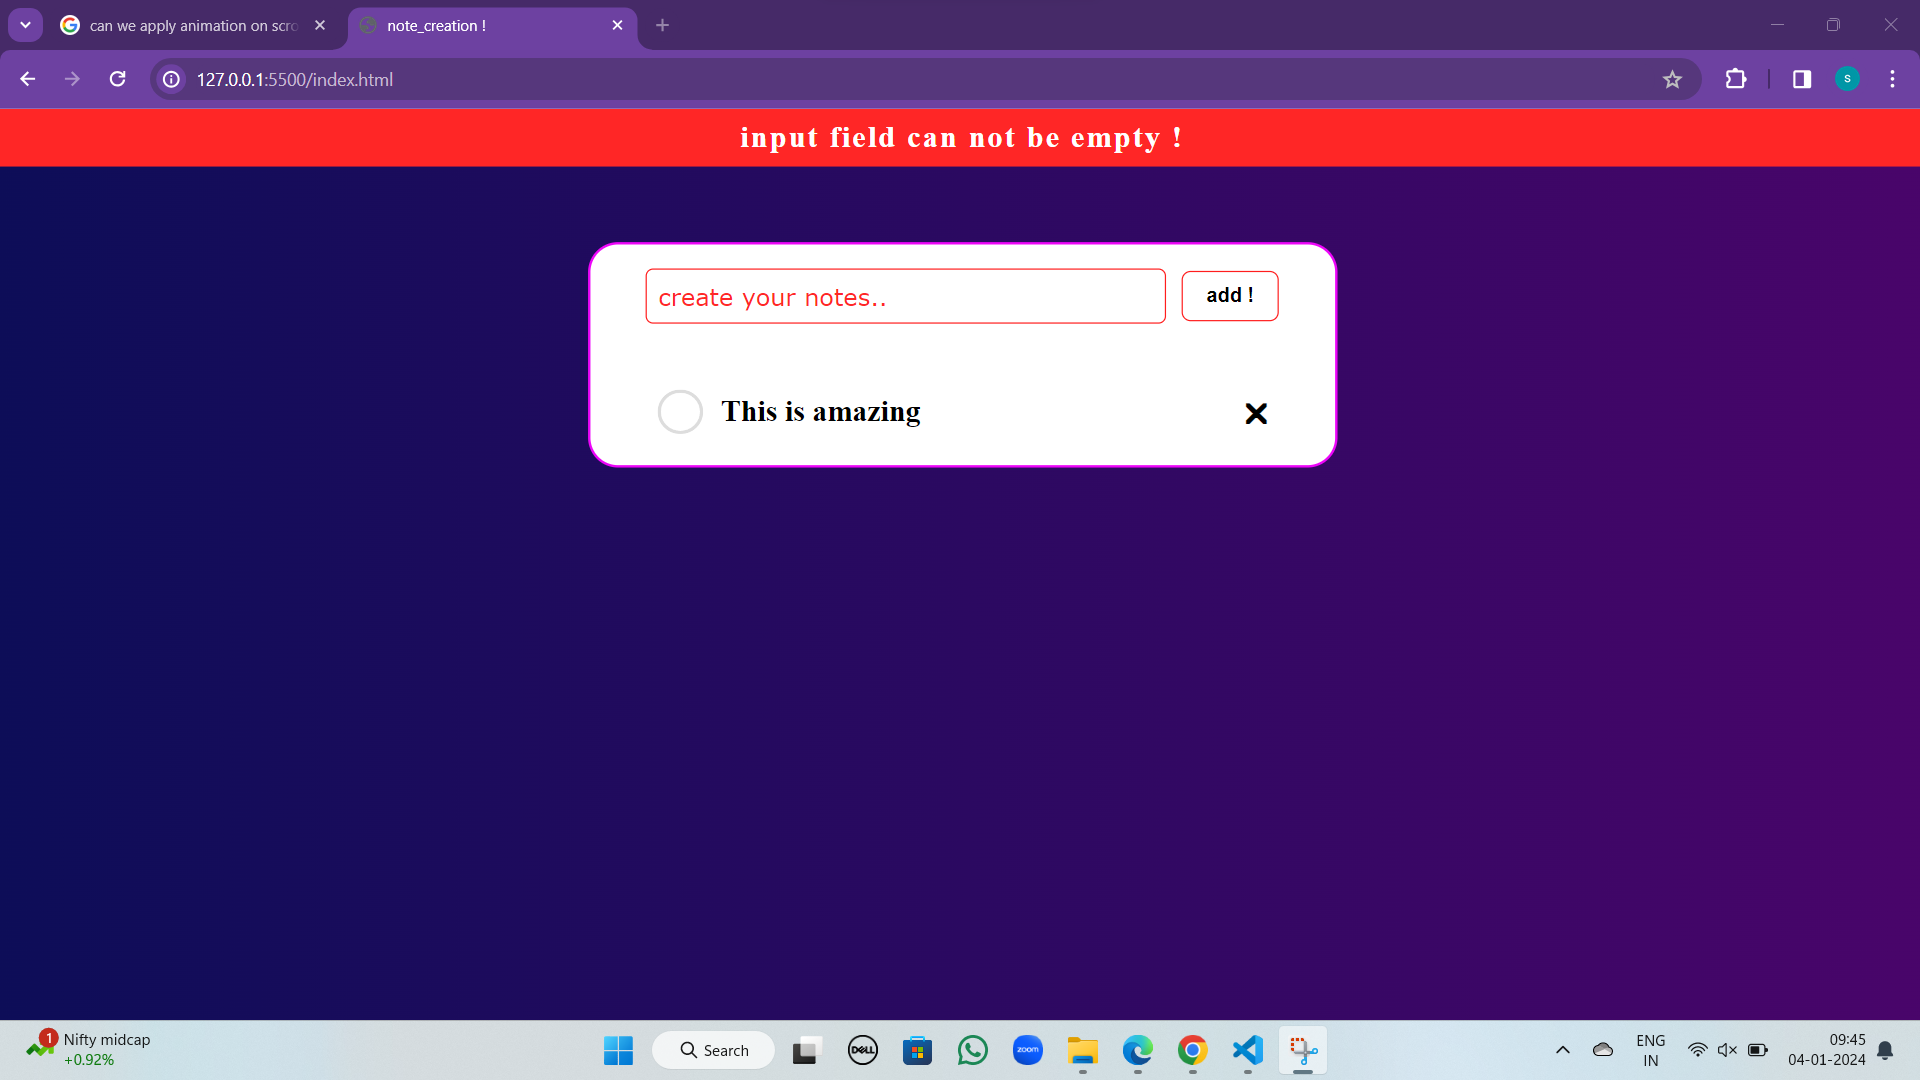 can we apply animation on scro
note_creation !
127.0.0.1:5500/index.html
S
input field can not be empty !
create your notes..
add !
This is amazing
1
Nifty midcap
+0.92%
Search
DELL
zoom
ENG
IN
09:45
04-01-2024